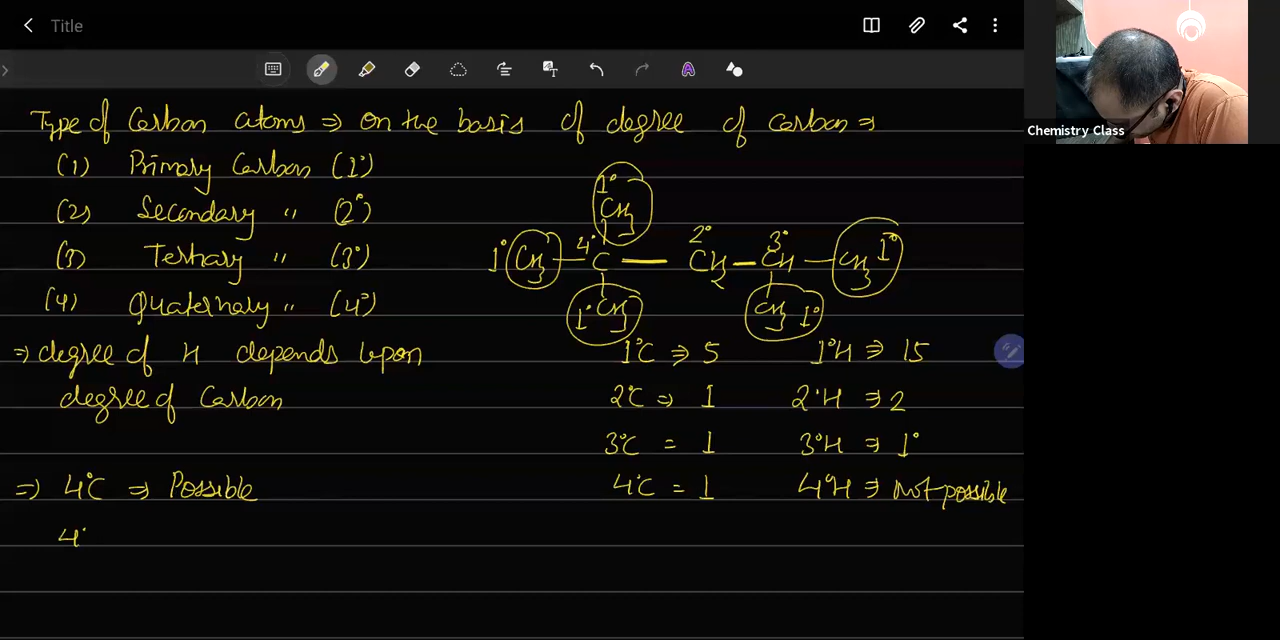 Title
Chemistry Class
Type of Carbon atoms ⇒ on the basis of degree of carbon ⇒
(1) Primary Carbon (1°)
(2) Secondary " (2°)
(3) Tertiary " (3°)
(4) Quaternary " (4°)
1°
CH3
1° CH3 — 4° C — 2° CH2 — 3° CH — CH3 1°
1° CH3 CH3 1°
⇒ degree of H depends upon
degree of Carbon
1°C ⇒ 5 1°H ⇒ 15
2°C ⇒ 1 2°H ⇒ 2
3°C = 1 3°H ⇒ 1°
4°C = 1 4°H ⇒ Not possible
⇒ 4°C ⇒ Possible
4°